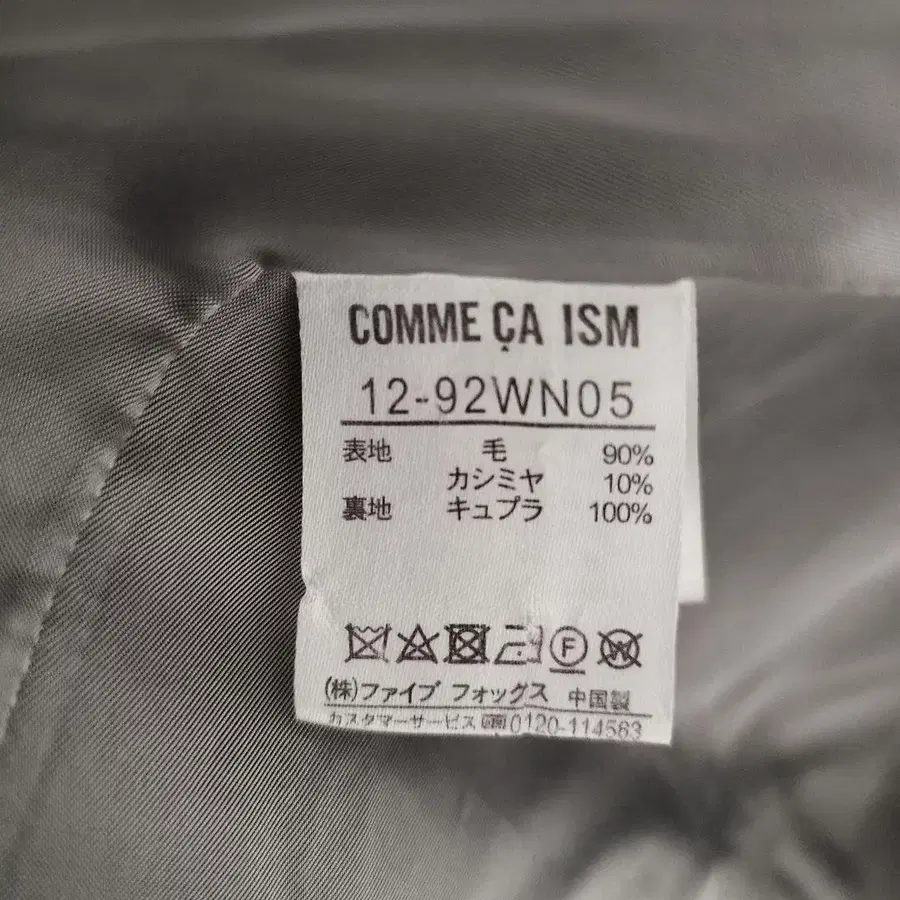 COMME ÇA ISM
12-92WN05
表地 毛 90%
カシミヤ 10%
裏地 キュプラ 100%
F W
(株)ファイブ フォックス 中国製
カスタマーサービス 0120-114563